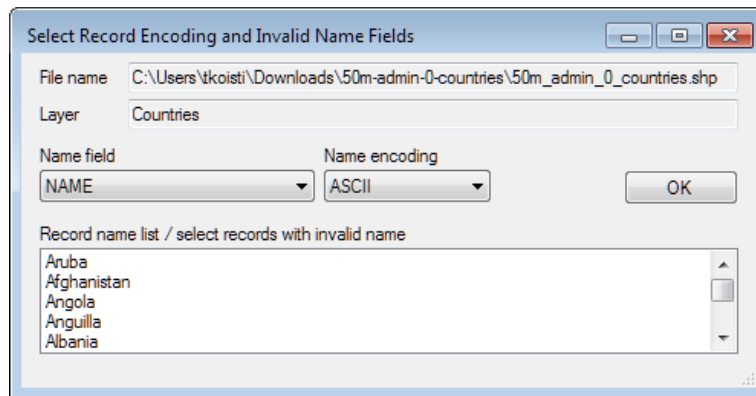 Select Record Encoding and Invalid Name Fields
File name C:\Users\tkoisti\Downloads\50m-admin-0-countries\50m_admin_0_countries.shp
Layer Countries
Name field Name encoding
NAME ASCII OK
Record name list / select records with invalid name
Aruba
Afghanistan
Angola
Anguilla
Albania